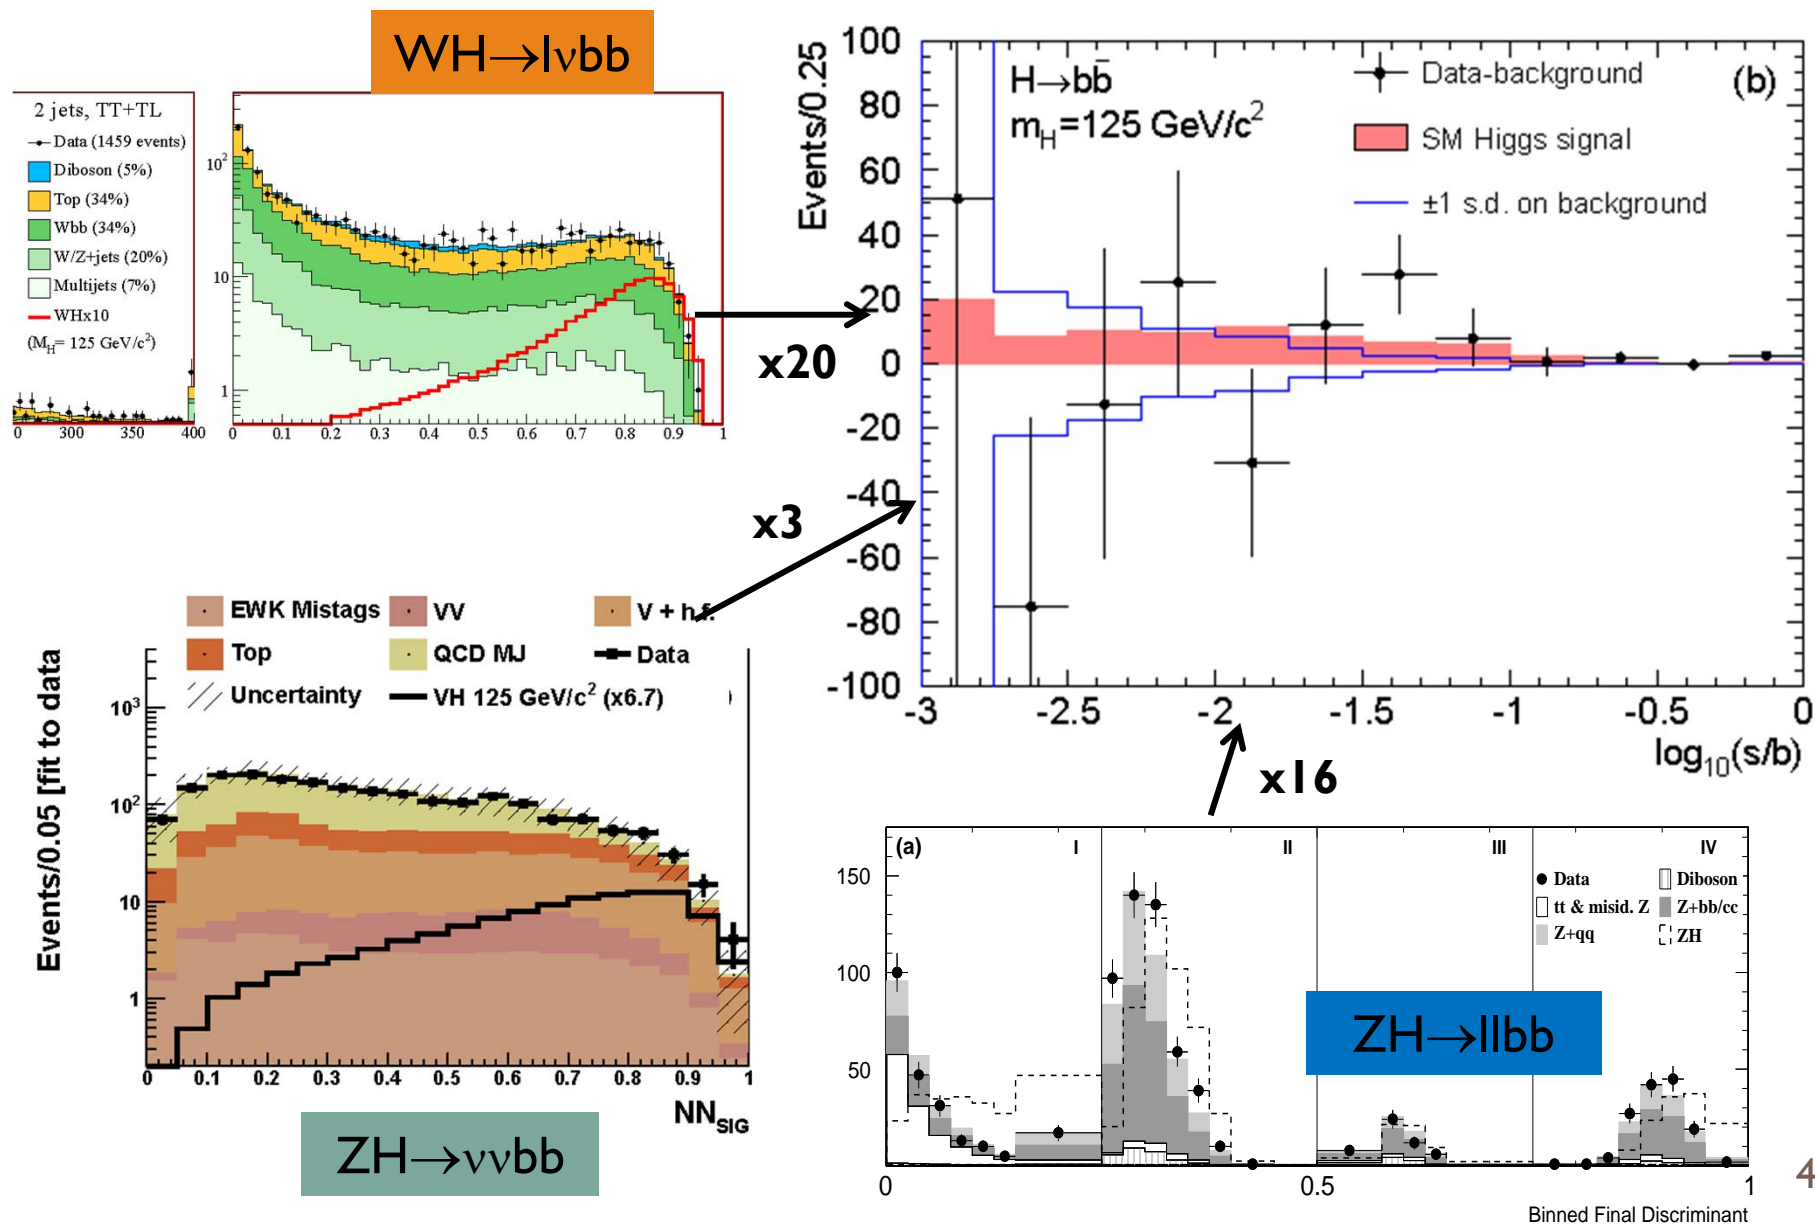 WH→lνbb
2 jets, TT+TL
Data (1459 events)
Diboson (5%)
Top (34%)
Wbb (34%)
W/Z+jets (20%)
Multijets (7%)
WHx10
(M_H= 125 GeV/c²)
0 300 350 400
10²
10
1
0 0.1 0.2 0.3 0.4 0.5 0.6 0.7 0.8 0.9 1
x20
x3
x16
Events/0.25
100
80
60
40
20
0
-20
-40
-60
-80
-100
H→bb̄
m_H=125 GeV/c²
Data-background
SM Higgs signal
±1 s.d. on background
(b)
-3 -2.5 -2 -1.5 -1 -0.5 0
log₁₀(s/b)
EWK Mistags VV V + h.f.
Top QCD MJ Data
Uncertainty VH 125 GeV/c² (x6.7) )
Events/0.05 [fit to data
10³
10²
10
1
0 0.1 0.2 0.3 0.4 0.5 0.6 0.7 0.8 0.9 1
NN_SIG
ZH→ννbb
(a) I II III IV
150
100
50
Data Diboson
tt & misid. Z Z+bb/cc
Z+qq ZH
ZH→llbb
0 0.5 1
Binned Final Discriminant
4